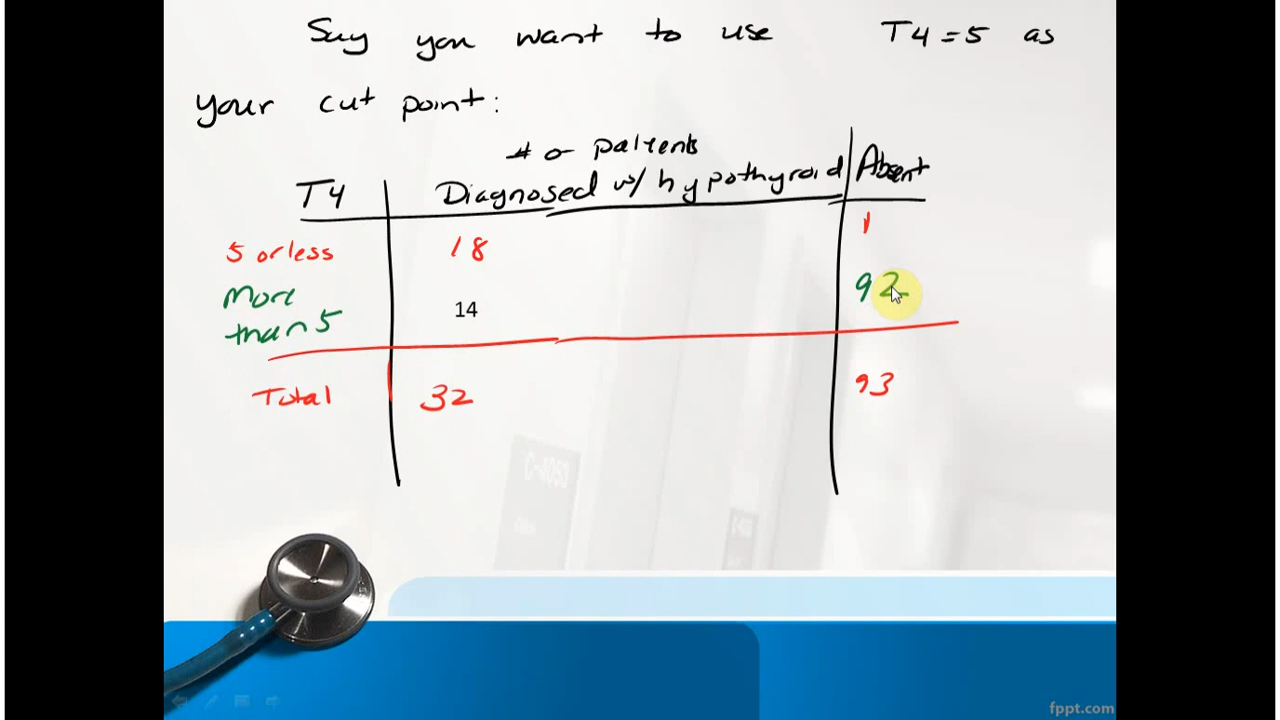 Say you want to use T4=5 as
your cut point:
# o patients
T4 Diagnosed w/ hypothyroid Absent
5 or less 18 1
More
than 5 14 92
Total 32 93
C-4053
fppt.com